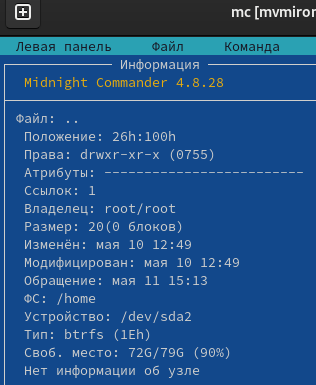 mc [mvmiron
Левая панель Файл Команда
Информация
Midnight Commander 4.8.28
Файл: ..
Положение: 26h:100h
Права: drwxr-xr-x (0755)
Атрибуты: -------------------------
Ссылок: 1
Владелец: root/root
Размер: 20(0 блоков)
Изменён: мая 10 12:49
Модифицирован: мая 10 12:49
Обращение: мая 11 15:13
ФС: /home
Устройство: /dev/sda2
Тип: btrfs (1Eh)
Своб. место: 72G/79G (90%)
Нет информации об узле